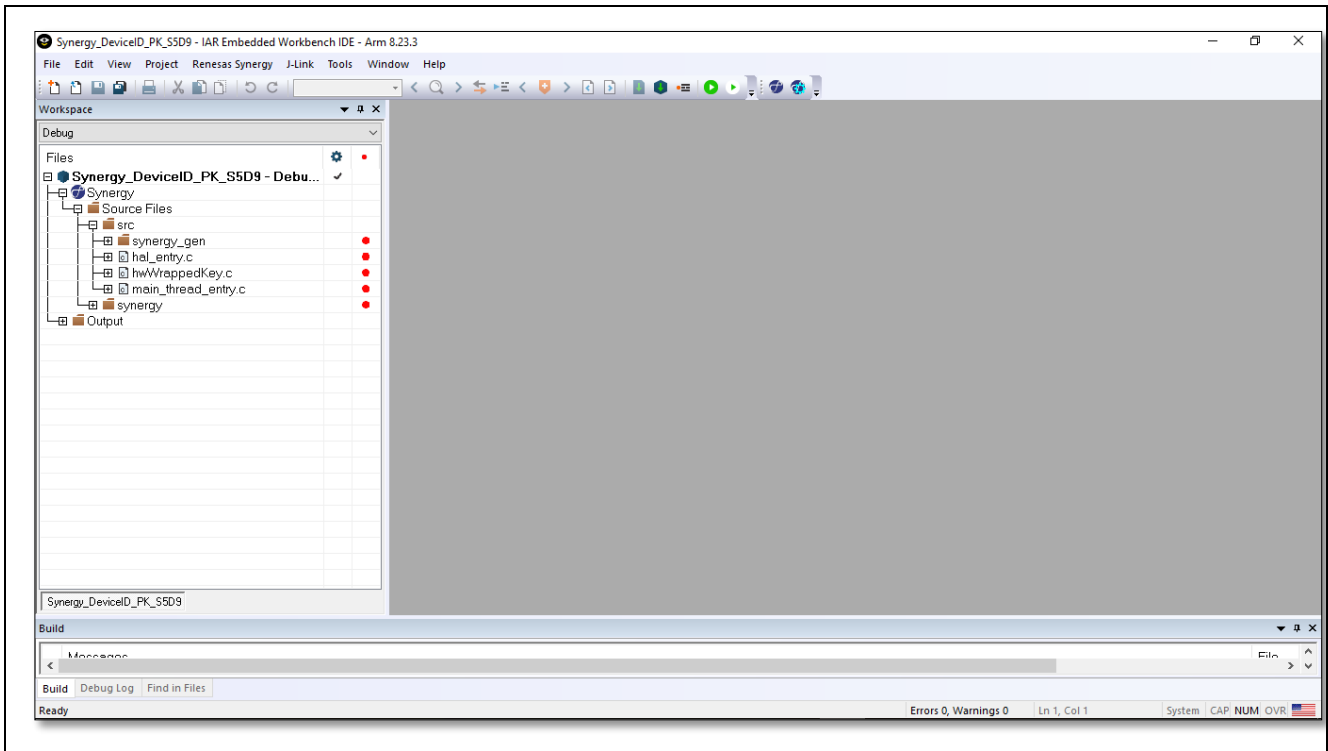 Synergy_DeviceID_PK_S5D9 - IAR Embedded Workbench IDE - Arm 8.23.3
File Edit View Project Renesas Synergy J-Link Tools Window Help
Workspace
Debug
Files
Synergy_DeviceID_PK_S5D9 - Debu...
Synergy
Source Files
src
synergy_gen
hal_entry.c
hwWrappedKey.c
main_thread_entry.c
synergy
Output
Synergy_DeviceID_PK_S5D9
Build
Messages File
Build Debug Log Find in Files
Ready Errors 0, Warnings 0 Ln 1, Col 1 System CAP NUM OVR